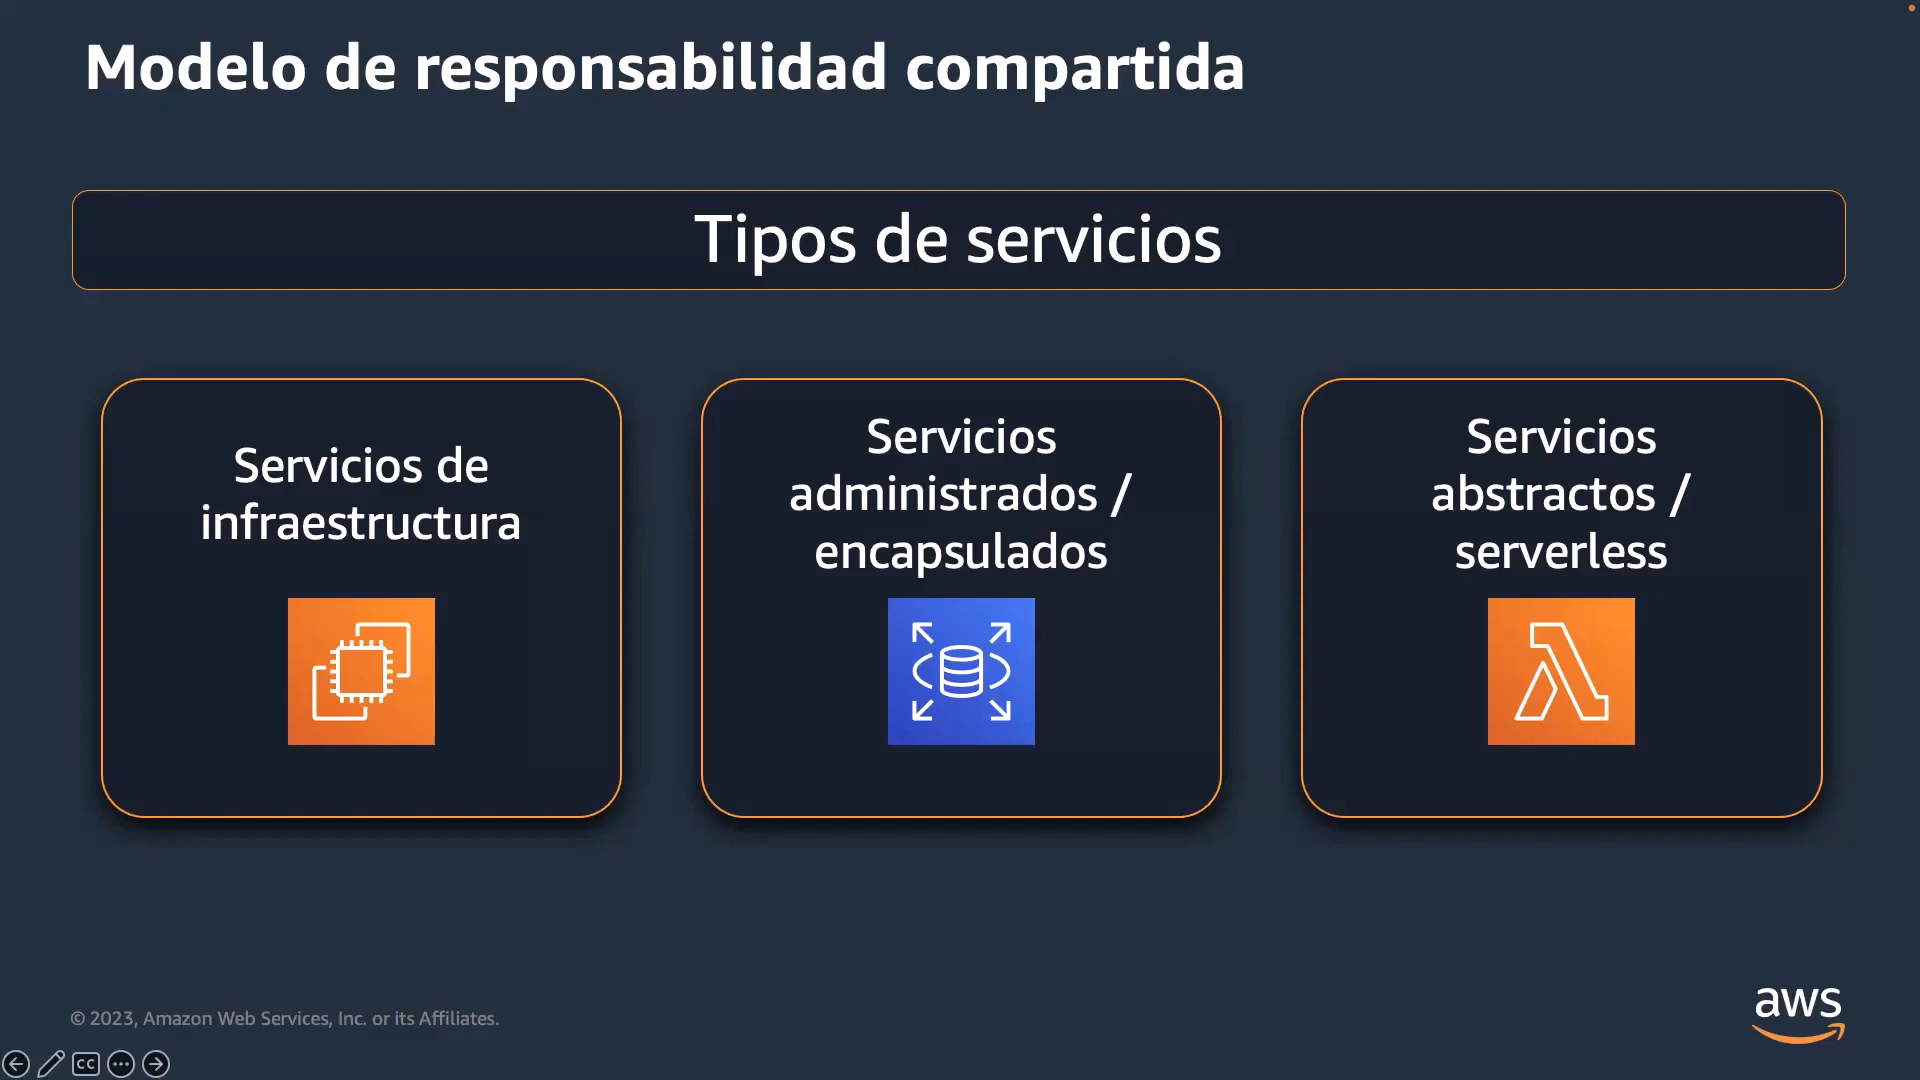 Modelo de responsabilidad compartida
Tipos de servicios
Servicios de
infraestructura
Servicios
administrados /
encapsulados
Servicios
abstractos /
serverless
© 2023, Amazon Web Services, Inc. or its Affiliates.
aws
CC